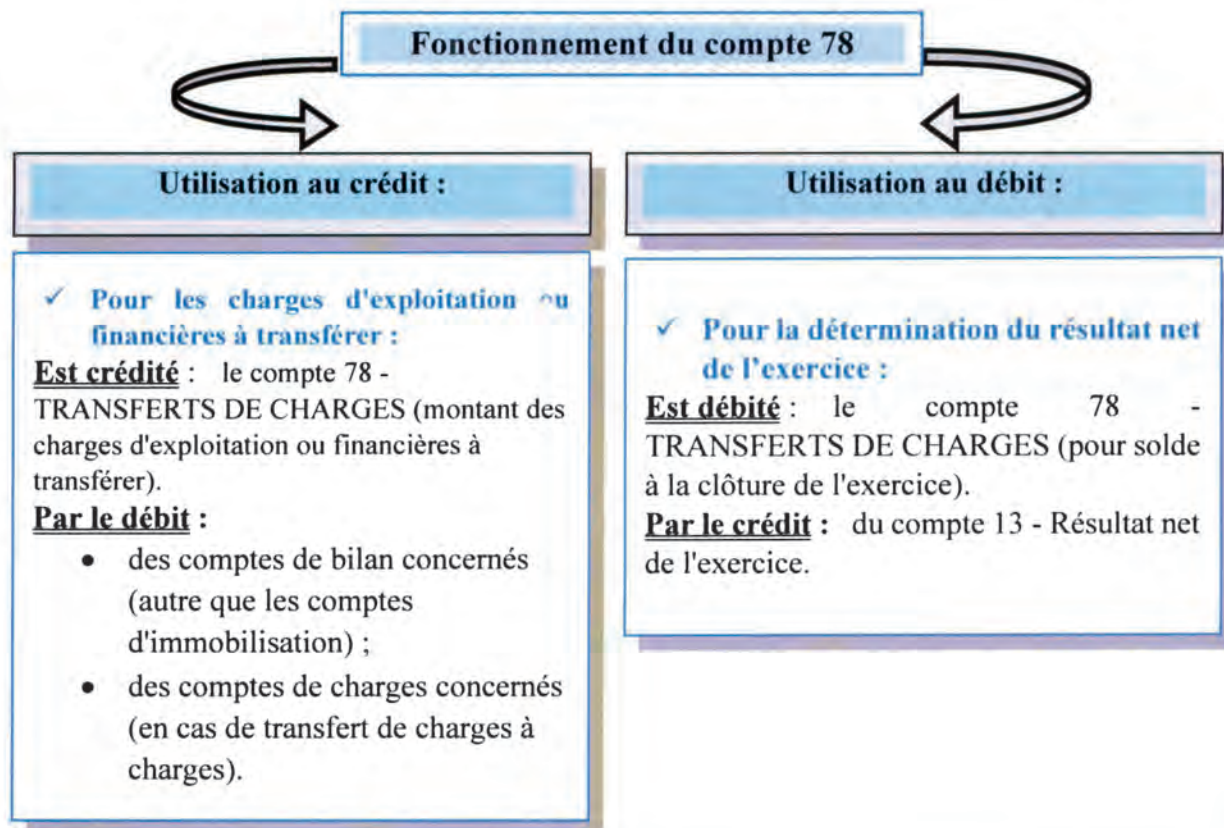 Fonctionnement du compte 78
Utilisation au crédit :
✓ Pour les charges d'exploitation
financières à transférer :
Est crédité : le compte 78 -
TRANSFERTS DE CHARGES (montant des
charges d'exploitation ou financières à
transférer).
Par le débit :
• des comptes de bilan concernés
(autre que les comptes
d'immobilisation) ;
• des comptes de charges concernés
(en cas de transfert de charges à
charges).
Utilisation au débit :
✓ Pour la détermination du résultat net
de l'exercice :
Est débité : le compte 78 -
TRANSFERTS DE CHARGES (pour solde
à la clôture de l'exercice).
Par le crédit : du compte 13 - Résultat net
de l'exercice.